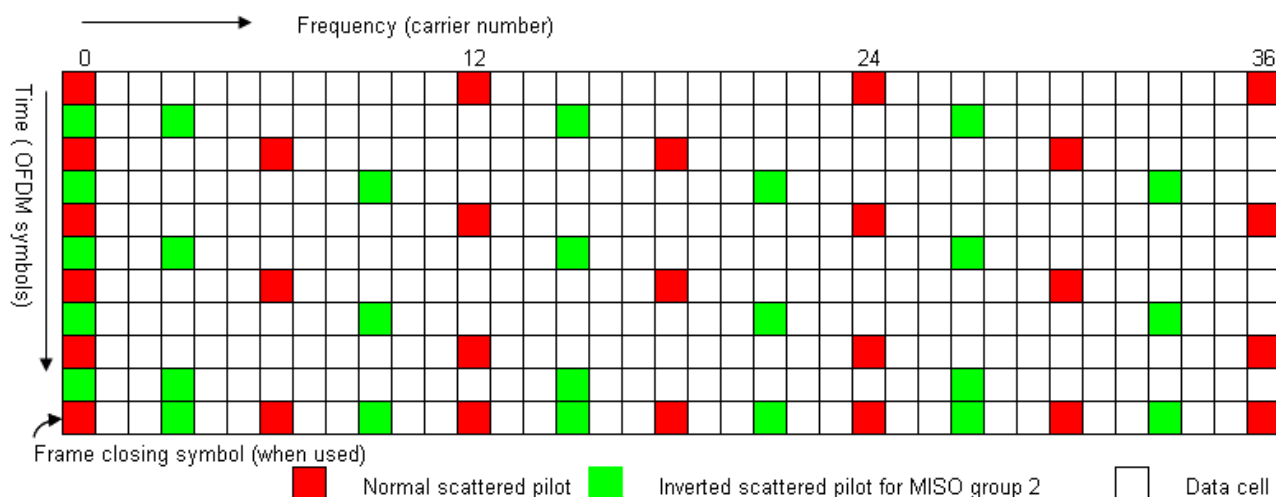 Frequency (carrier number)
0 12 24 36
Time ( OFDM symbols)
Frame closing symbol (when used)
Normal scattered pilot
Inverted scattered pilot for MISO group 2
Data cell